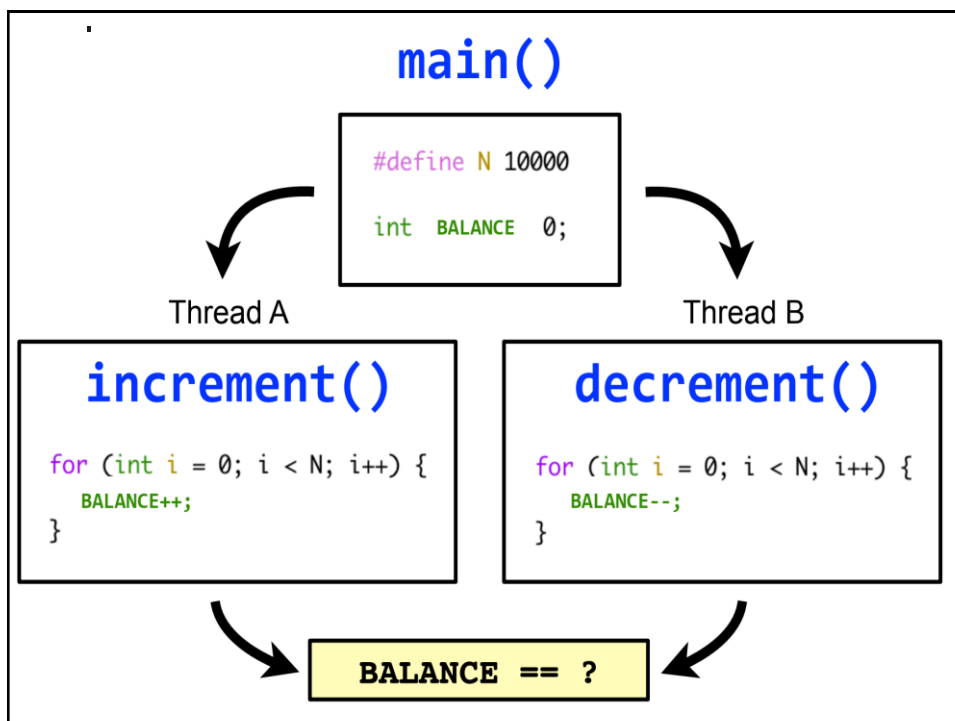 main()
#define N 10000
int BALANCE 0;
Thread A
Thread B
increment()
for (int i = 0; i < N; i++) {
BALANCE++;
}
decrement()
for (int i = 0; i < N; i++) {
BALANCE--;
}
BALANCE == ?